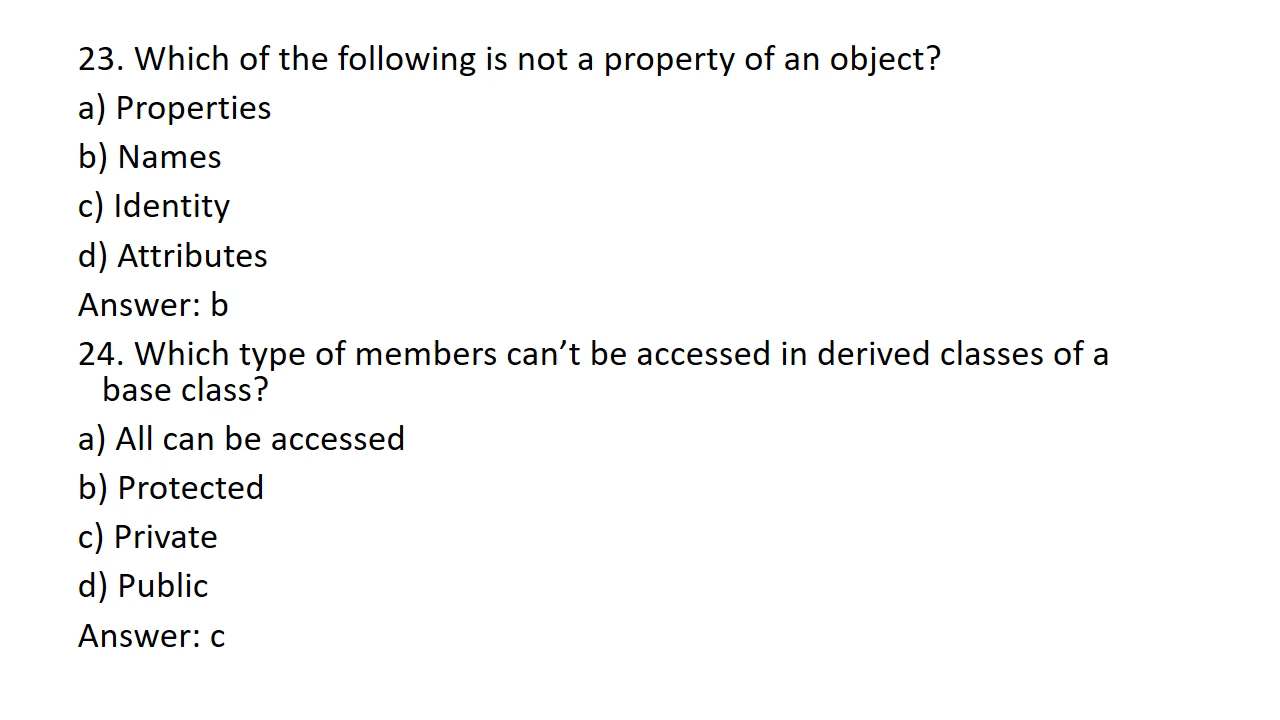 23. Which of the following is not a property of an object?
a) Properties
b) Names
c) Identity
d) Attributes
Answer: b
24. Which type of members can’t be accessed in derived classes of a
base class?
a) All can be accessed
b) Protected
c) Private
d) Public
Answer: c